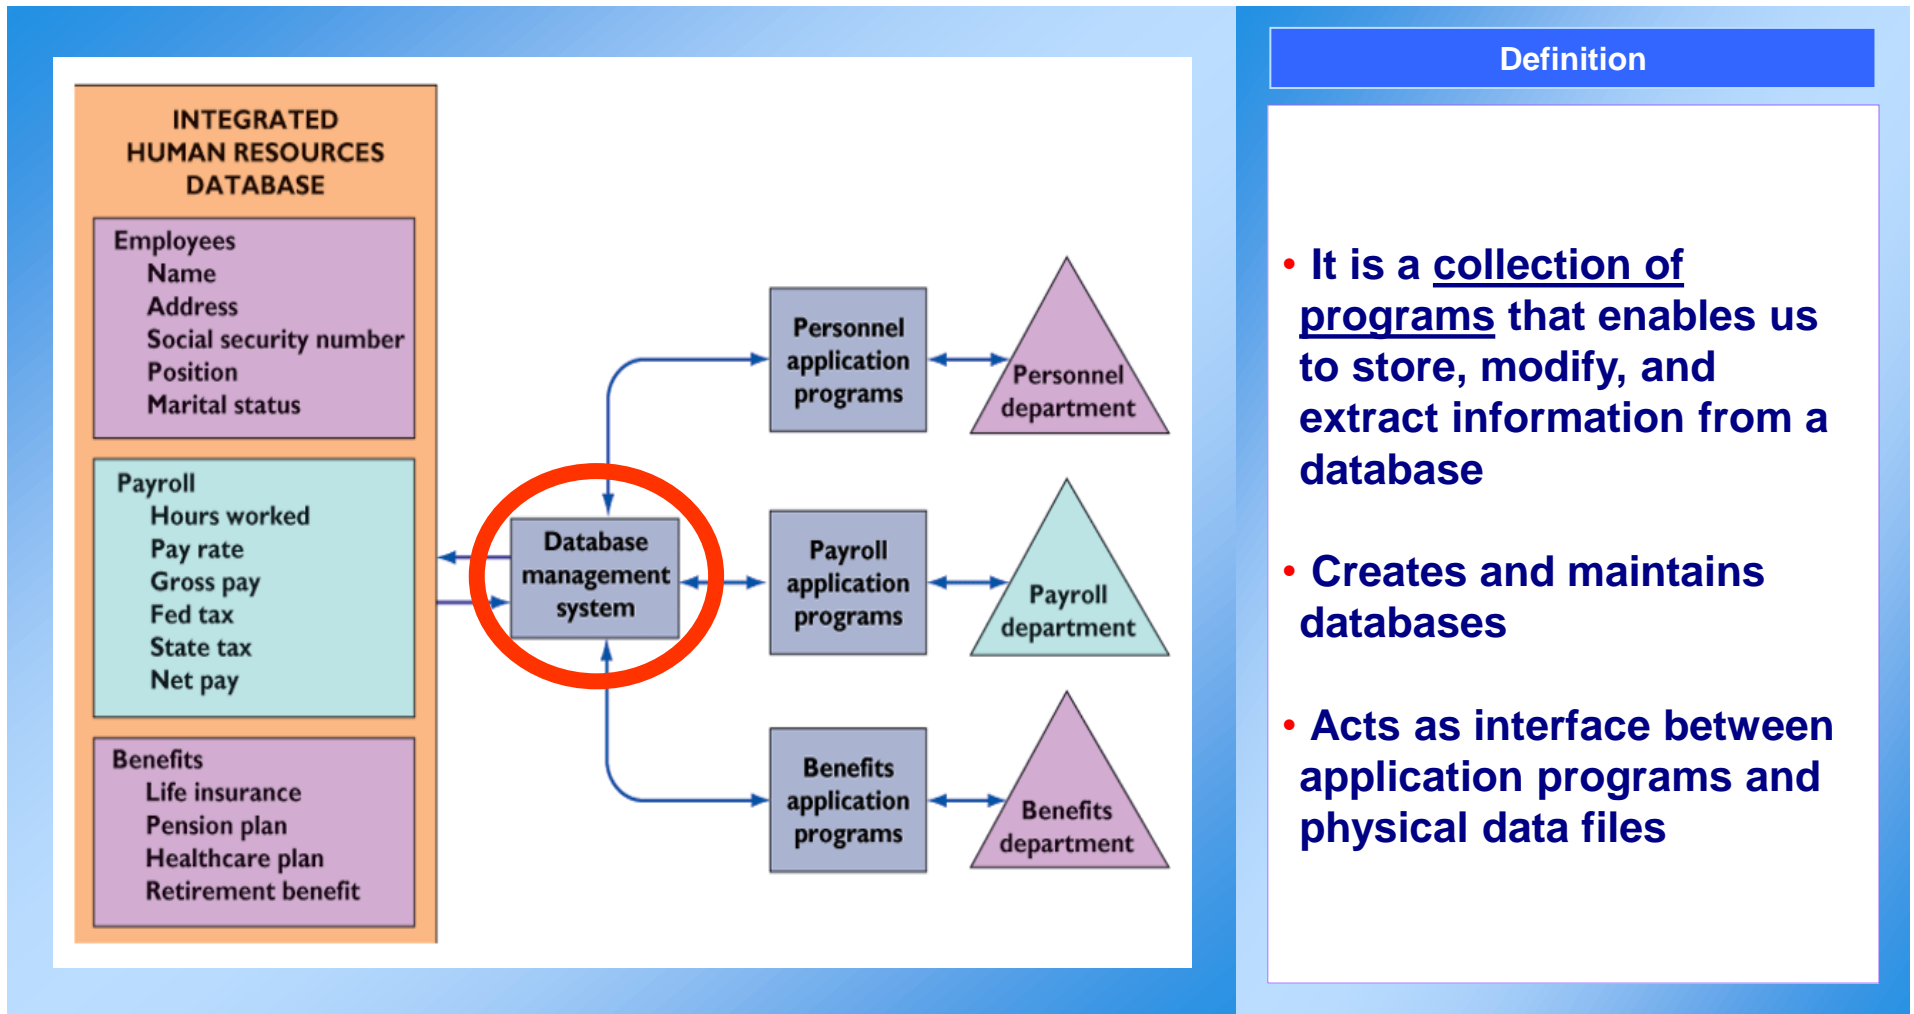 INTEGRATED
HUMAN RESOURCES
DATABASE
Employees
Name
Address
Social security number
Position
Marital status
Payroll
Hours worked
Pay rate
Gross pay
Fed tax
State tax
Net pay
Benefits
Life insurance
Pension plan
Healthcare plan
Retirement benefit
Database
management
system
Personnel
application
programs
Personnel
department
Payroll
application
programs
Payroll
department
Benefits
application
programs
Benefits
department
Definition
• It is a collection of
programs that enables us
to store, modify, and
extract information from a
database
• Creates and maintains
databases
• Acts as interface between
application programs and
physical data files